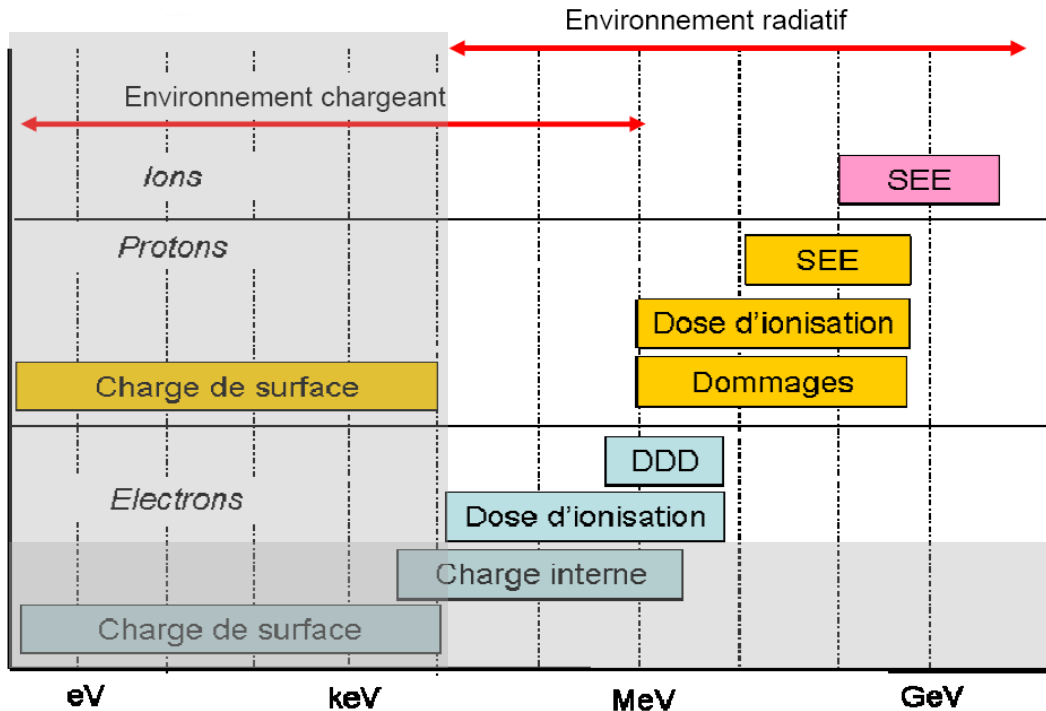 Environnement radiatif
Environnement chargeant
Ions
SEE
Protons
SEE
Dose d'ionisation
Charge de surface
Dommages
DDD
Electrons
Dose d'ionisation
Charge interne
Charge de surface
eV
keV
MeV
GeV